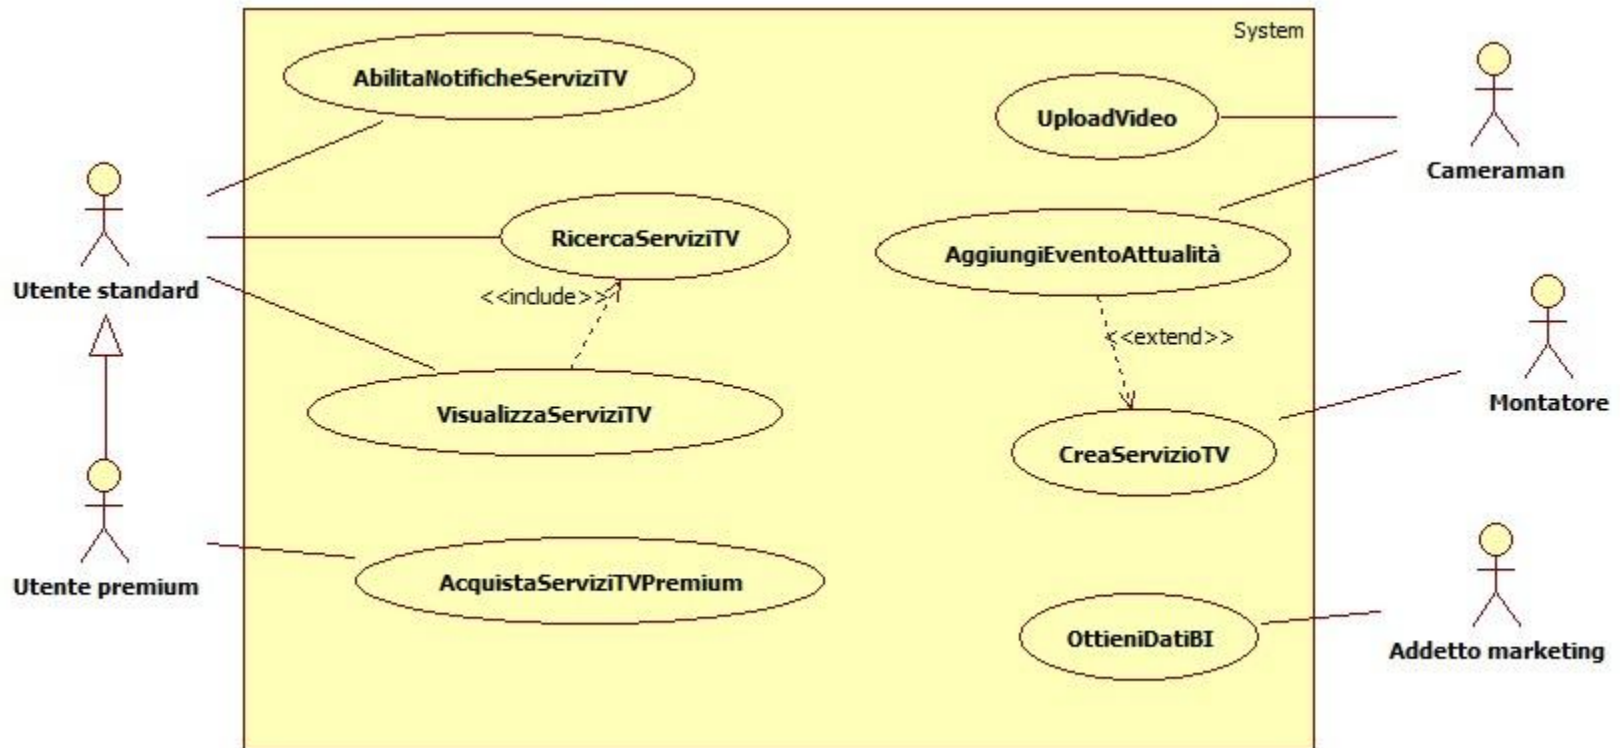 System
AbilitaNotificheServiziTV
UploadVideo
Cameraman
RicercaServiziTV
AggiungiEventoAttualità
Utente standard
<<include>>
<<extend>>
Montatore
VisualizzaServiziTV
CreaServizioTV
Utente premium
AcquistaServiziTVPremium
OttieniDatiBI
Addetto marketing